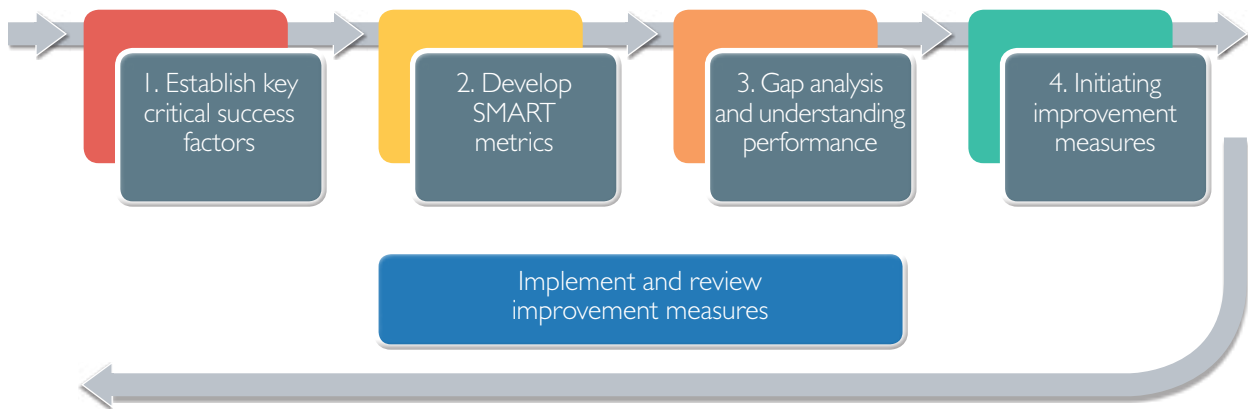 1. Establish key
critical success
factors
2. Develop
SMART
metrics
3. Gap analysis
and understanding
performance
4. Initiating
improvement
measures
Implement and review
improvement measures